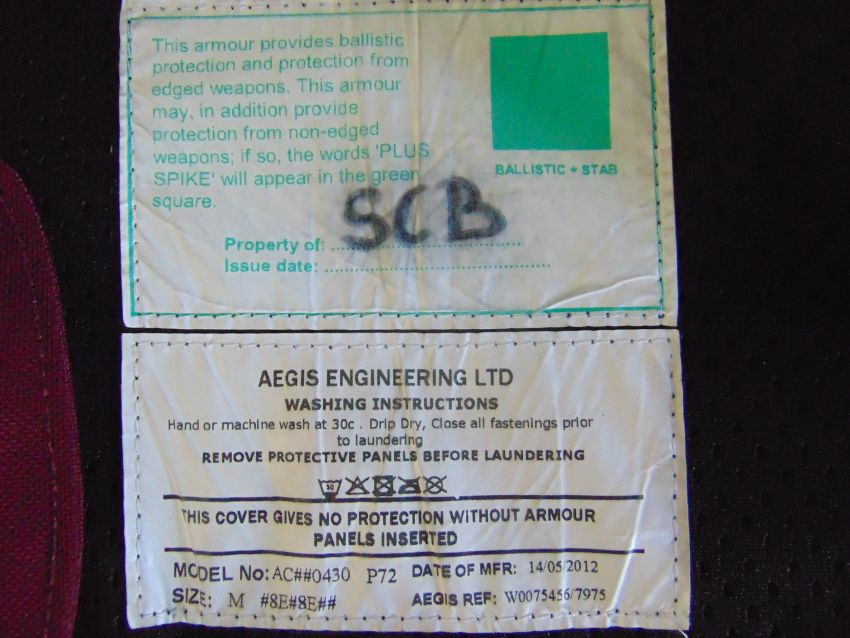 This armour provides ballistic
protection and protection from
edged weapons. This armour
may, in addition provide
protection from non-edged
weapons; if so, the words 'PLUS
SPIKE' will appear in the green
square.
BALLISTIC + STAB
SCB
Property of:
Issue date:
AEGIS ENGINEERING LTD
WASHING INSTRUCTIONS
Hand or machine wash at 30c . Drip Dry, Close all fastenings prior
to laundering
REMOVE PROTECTIVE PANELS BEFORE LAUNDERING
30
THIS COVER GIVES NO PROTECTION WITHOUT ARMOUR
PANELS INSERTED
MODEL No: AC##0430 P72 DATE OF MFR: 14/05/2012
SIZE: M #8E#8E## AEGIS REF: W0075456/7975